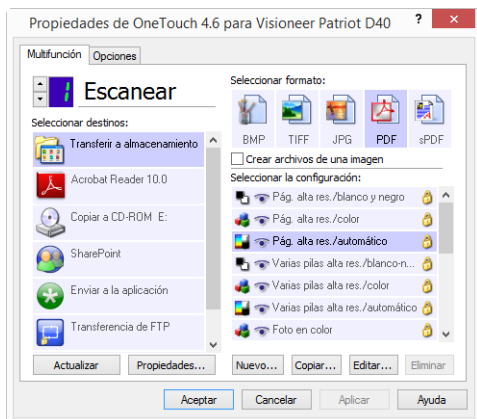 Propiedades de OneTouch 4.6 para Visioneer Patriot D40
Multifunción Opciones
1 Escanear
Seleccionar destinos:
Transferir a almacenamiento
Acrobat Reader 10.0
Copiar a CD-ROM E:
SharePoint
Enviar a la aplicación
Transferencia de FTP
Actualizar Propiedades...
Seleccionar formato:
BMP TIFF JPG PDF sPDF
Crear archivos de una imagen
Seleccionar la configuración:
Pág. alta res./blanco y negro
Pág. alta res./color
Pág. alta res./automático
Varias pilas alta res./blanco-n...
Varias pilas alta res./color
Varias pilas alta res./automático
Foto en color
Nuevo... Copiar... Editar... Eliminar
Aceptar Cancelar Aplicar Ayuda